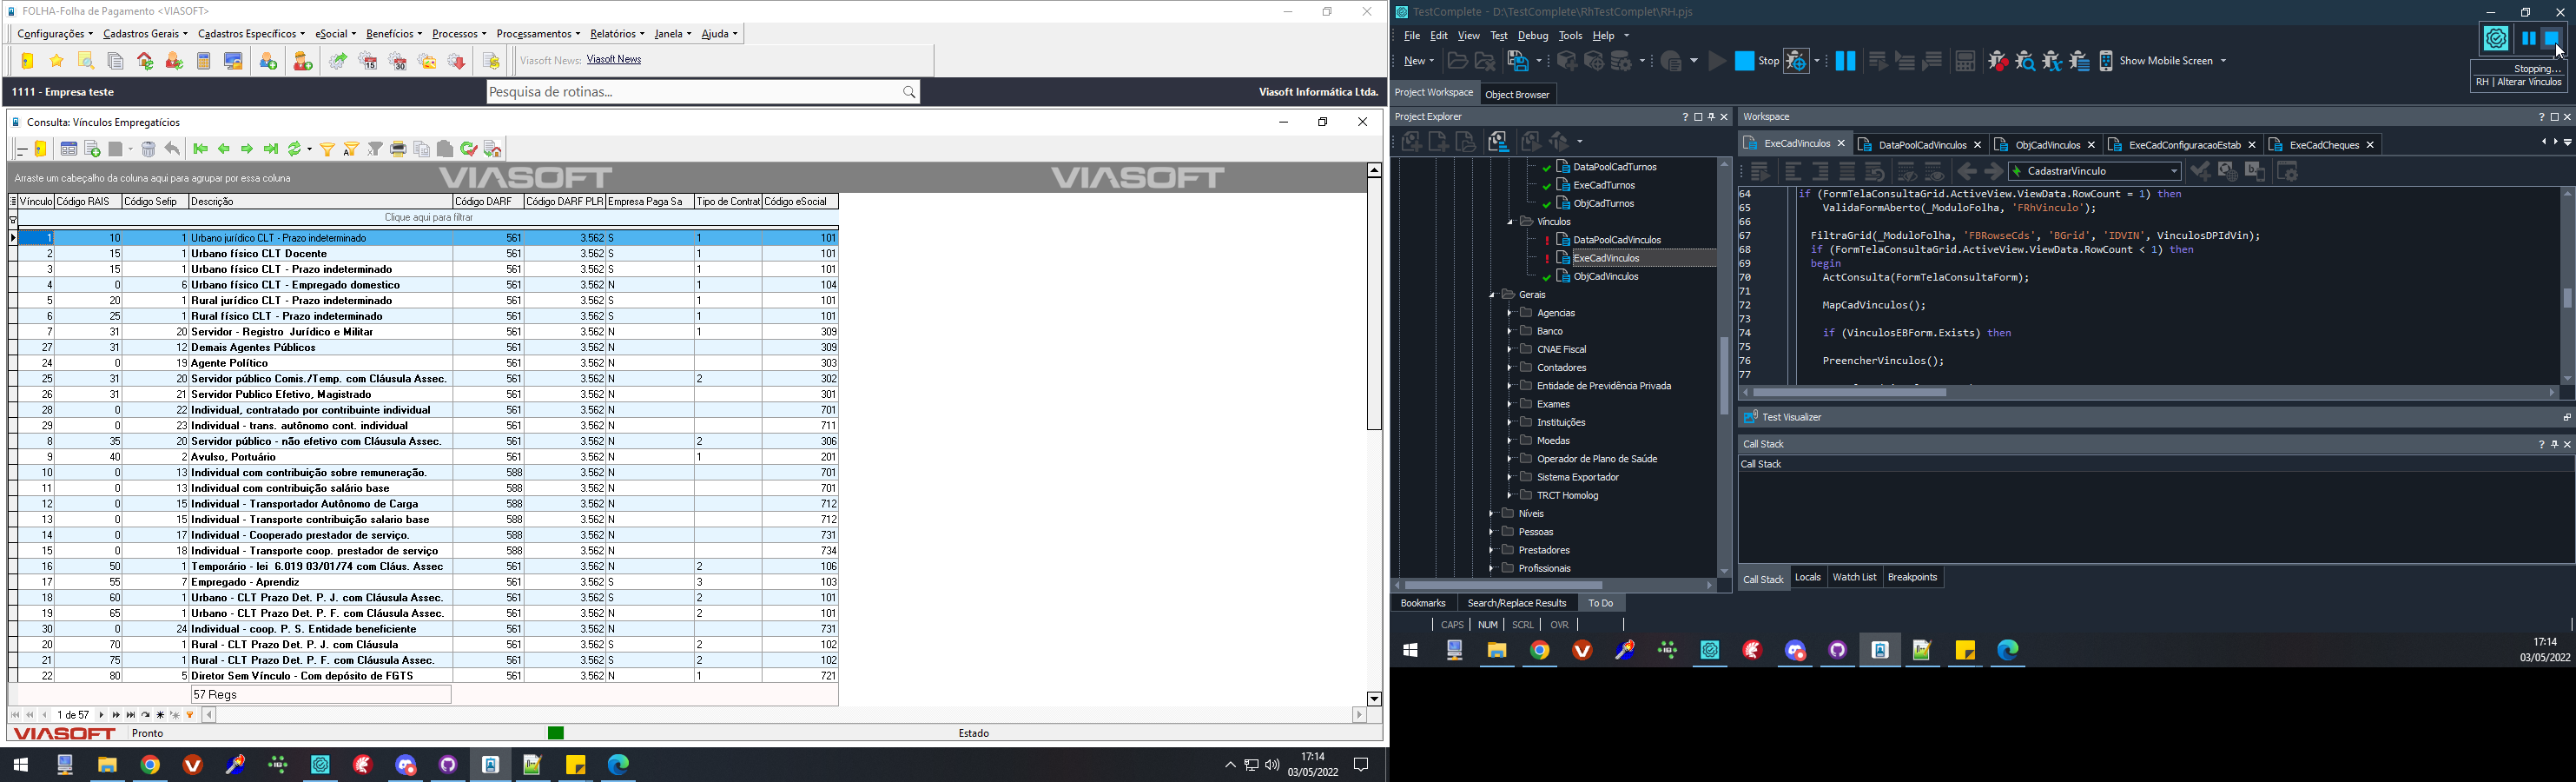 FOLHA-Folha de Pagamento <VIASOFT>
Configurações Cadastros Gerais Cadastros Específicos eSocial Benefícios Processos Processamentos Relatórios Janela Ajuda
Viasoft News: Viasoft News
1111 - Empresa teste
Pesquisa de rotinas...
Viasoft Informática Ltda.
Consulta: Vínculos Empregatícios
Arraste um cabeçalho da coluna aqui para agrupar por essa coluna
VIASOFT VIASOFT
Vínculo Código RAIS Código Sefip Descrição Código DARF Código DARF PLR Empresa Paga Sa Tipo de Contrat Código eSocial
Clique aqui para filtrar
1 10 1 Urbano jurídico CLT - Prazo indeterminado 561 3.562 S 1 101
2 15 1 Urbano físico CLT Docente 561 3.562 S 1 101
3 15 1 Urbano físico CLT - Prazo indeterminado 561 3.562 S 1 101
4 0 6 Urbano físico CLT - Empregado domestico 561 3.562 N 1 104
5 20 1 Rural jurídico CLT - Prazo indeterminado 561 3.562 S 1 101
6 25 1 Rural físico CLT - Prazo indeterminado 561 3.562 S 1 101
7 31 20 Servidor - Registro Jurídico e Militar 561 3.562 N 1 309
27 31 12 Demais Agentes Públicos 561 3.562 N 309
24 0 19 Agente Político 561 3.562 N 303
25 31 20 Servidor público Comis./Temp. com Cláusula Assec. 561 3.562 N 2 302
26 31 21 Servidor Publico Efetivo, Magistrado 561 3.562 N 301
28 0 22 Individual, contratado por contribuinte individual 561 3.562 N 701
29 0 23 Individual - trans. autônomo cont. individual 561 3.562 N 711
8 35 20 Servidor público - não efetivo com Cláusula Assec. 561 3.562 N 2 306
9 40 2 Avulso, Portuário 561 3.562 N 1 201
10 0 13 Individual com contribuição sobre remuneração. 588 3.562 N 701
11 0 13 Individual com contribuição salário base 588 3.562 N 701
12 0 15 Individual - Transportador Autônomo de Carga 588 3.562 N 712
13 0 15 Individual - Transporte contribuição salario base 588 3.562 N 712
14 0 17 Individual - Cooperado prestador de serviço. 588 3.562 N 731
15 0 18 Individual - Transporte coop. prestador de serviço 588 3.562 N 734
16 50 1 Temporário - lei 6.019 03/01/74 com Cláus. Assec 561 3.562 N 2 106
17 55 7 Empregado - Aprendiz 561 3.562 S 3 103
18 60 1 Urbano - CLT Prazo Det. P. J. com Cláusula Assec. 561 3.562 S 2 101
19 65 1 Urbano - CLT Prazo Det. P. F. com Cláusula Assec. 561 3.562 N 2 101
30 0 24 Individual - coop. P. S. Entidade beneficiente 561 3.562 N 731
20 70 1 Rural - CLT Prazo Det. P. J. com Cláusula 561 3.562 S 2 102
21 75 1 Rural - CLT Prazo Det. P. F. com Cláusula Assec. 561 3.562 S 2 102
22 80 5 Diretor Sem Vínculo - Com depósito de FGTS 561 3.562 N 1 721
57 Regs
1 de 57
VIASOFT Pronto Estado
17:14
03/05/2022
TestComplete - D:\TestComplete\RhTestComplet\RH.pjs
File Edit View Test Debug Tools Help
New Stop Show Mobile Screen
Stopping...
RH | Alterar Vínculos
Project Workspace Object Browser
Project Explorer
DataPoolCadTurnos
ExeCadTurnos
ObjCadTurnos
Vínculos
DataPoolCadVinculos
ExeCadVinculos
ObjCadVinculos
Gerais
Agencias
Banco
CNAE Fiscal
Contadores
Entidade de Previdência Privada
Exames
Instituições
Moedas
Operador de Plano de Saúde
Sistema Exportador
TRCT Homolog
Níveis
Pessoas
Prestadores
Profissionais
Workspace
ExeCadVinculos DataPoolCadVinculos ObjCadVinculos ExeCadConfiguracaoEstab ExeCadCheques
CadastrarVinculo
64 if (FormTelaConsultaGrid.ActiveView.ViewData.RowCount = 1) then
65 ValidaFormAberto(_ModuloFolha, 'FRhVinculo');
66
67 FiltraGrid(_ModuloFolha, 'FBRowseCds', 'BGrid', 'IDVIN', VinculosDPIdVin);
68 if (FormTelaConsultaGrid.ActiveView.ViewData.RowCount < 1) then
69 begin
70 ActConsulta(FormTelaConsultaForm);
71
72 MapCadVinculos();
73
74 if (VinculosEBForm.Exists) then
75
76 PreencherVinculos();
77
Test Visualizer
Call Stack
Call Stack
Call Stack Locals Watch List Breakpoints
Bookmarks Search/Replace Results To Do
CAPS NUM SCRL OVR
17:14
03/05/2022